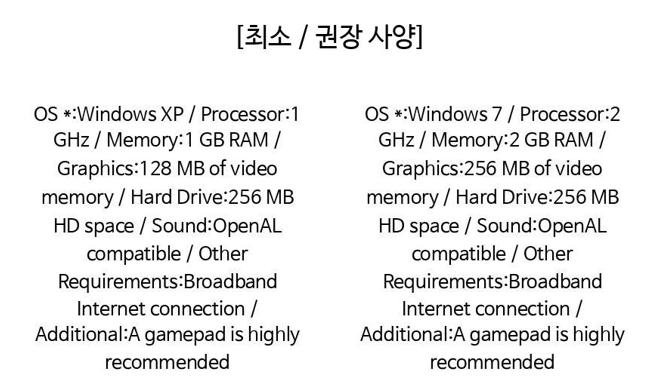 [최소 / 권장 사양]
OS *:Windows XP / Processor:1
GHz / Memory:1 GB RAM /
Graphics:128 MB of video
memory / Hard Drive:256 MB
HD space / Sound:OpenAL
compatible / Other
Requirements:Broadband
Internet connection /
Additional:A gamepad is highly
recommended
OS *:Windows 7 / Processor:2
GHz / Memory:2 GB RAM /
Graphics:256 MB of video
memory / Hard Drive:256 MB
HD space / Sound:OpenAL
compatible / Other
Requirements:Broadband
Internet connection /
Additional:A gamepad is highly
recommended